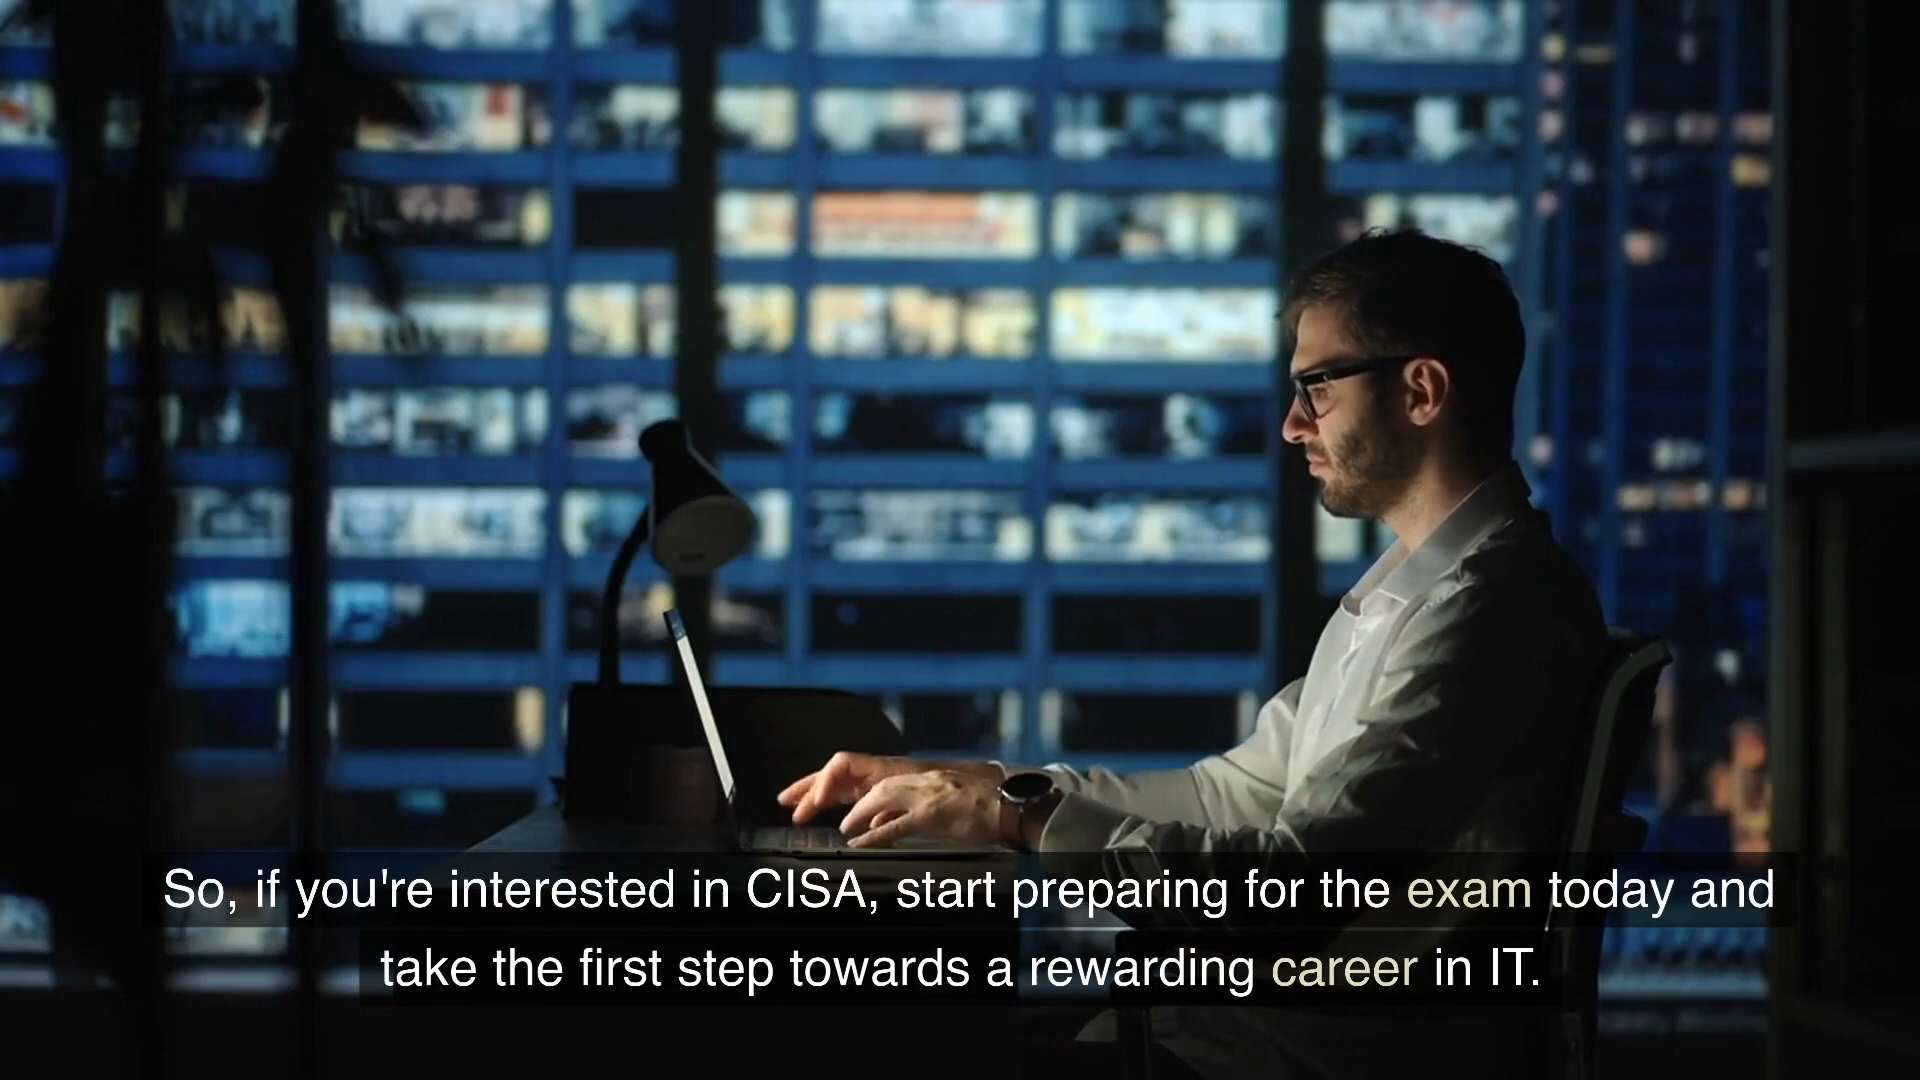 So, if you're interested in CISA, start preparing for the exam today and
take the first step towards a rewarding career in IT.